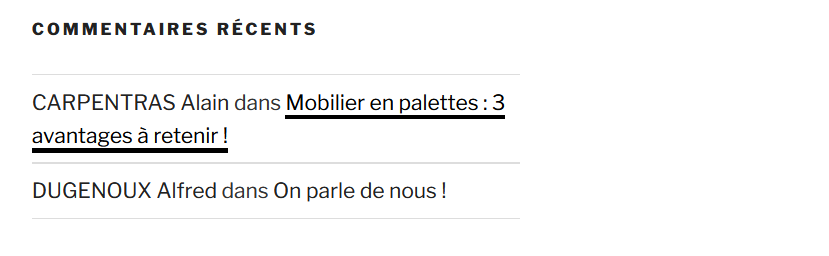 COMMENTAIRES RÉCENTS
CARPENTRAS Alain dans Mobilier en palettes : 3
avantages à retenir !
DUGENOUX Alfred dans On parle de nous !